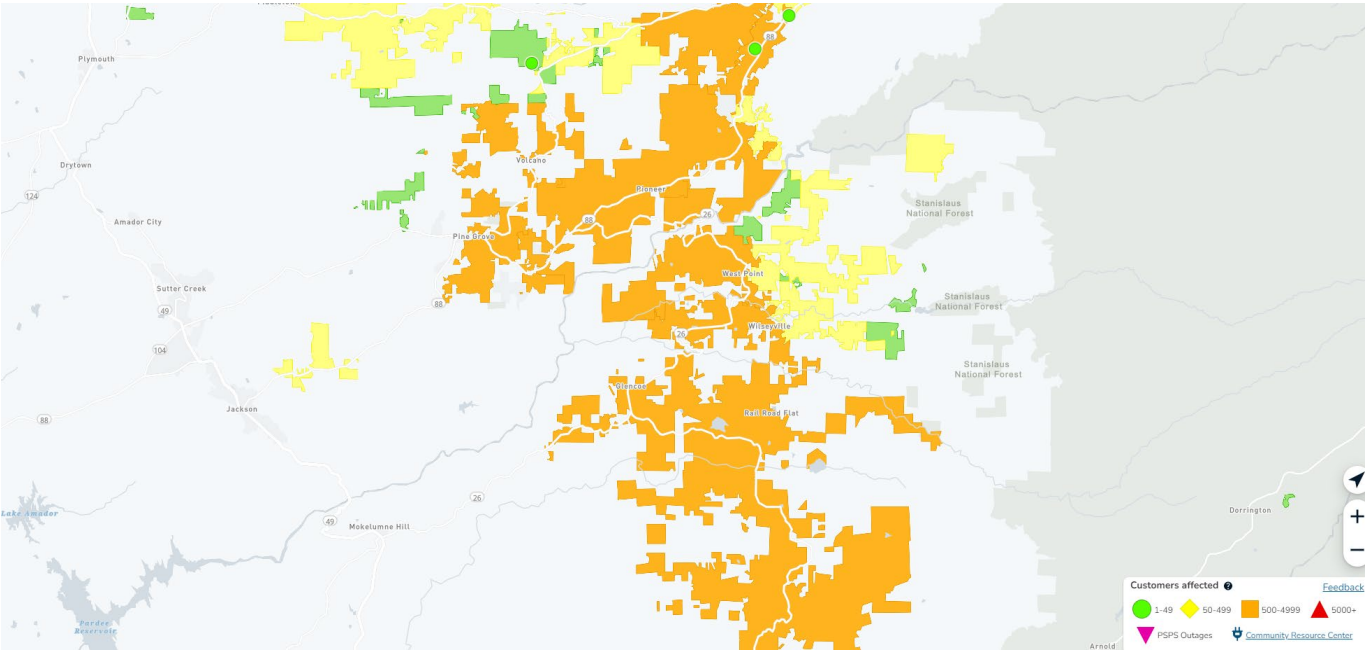 Plymouth
88
Volcano
Drytown
124
Pioneer
Stanislaus
National Forest
Amador City
26
88
Pine Grove
West Point
Sutter Creek
Stanislaus
National Forest
88
49
Wilseyville
26
104
Stanislaus
National Forest
Glencoe
Jackson
Rail Road Flat
88
26
Lake Amador
49
Mokelumne Hill
Dorrington
+
−
Customers affected ?
Feedback
1-49
50-499
500-4999
5000+
PSPS Outages
Community Resource Center
Pardee
Reservoir
Arnold